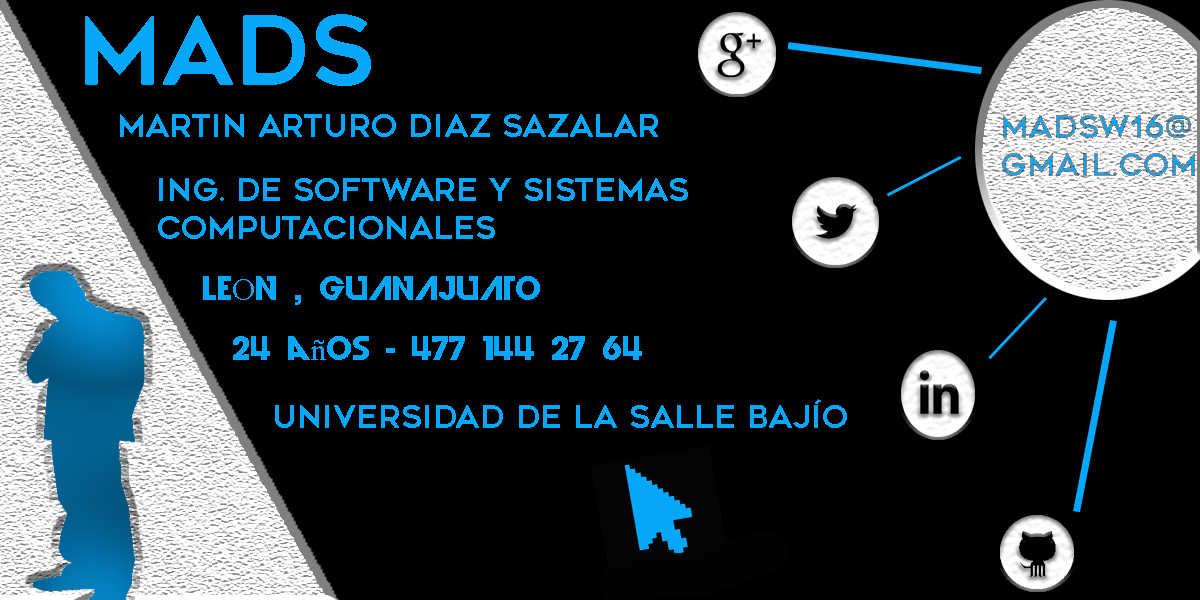 MADS
MARTIN ARTURO DIAZ SAZALAR
ING. DE SOFTWARE Y SISTEMAS
COMPUTACIONALES
LEON , GUANAJUATO
24 AñOS - 477 144 27 64
UNIVERSIDAD DE LA SALLE BAJÍO
g+
MADSW16@
GMAIL.COM
in